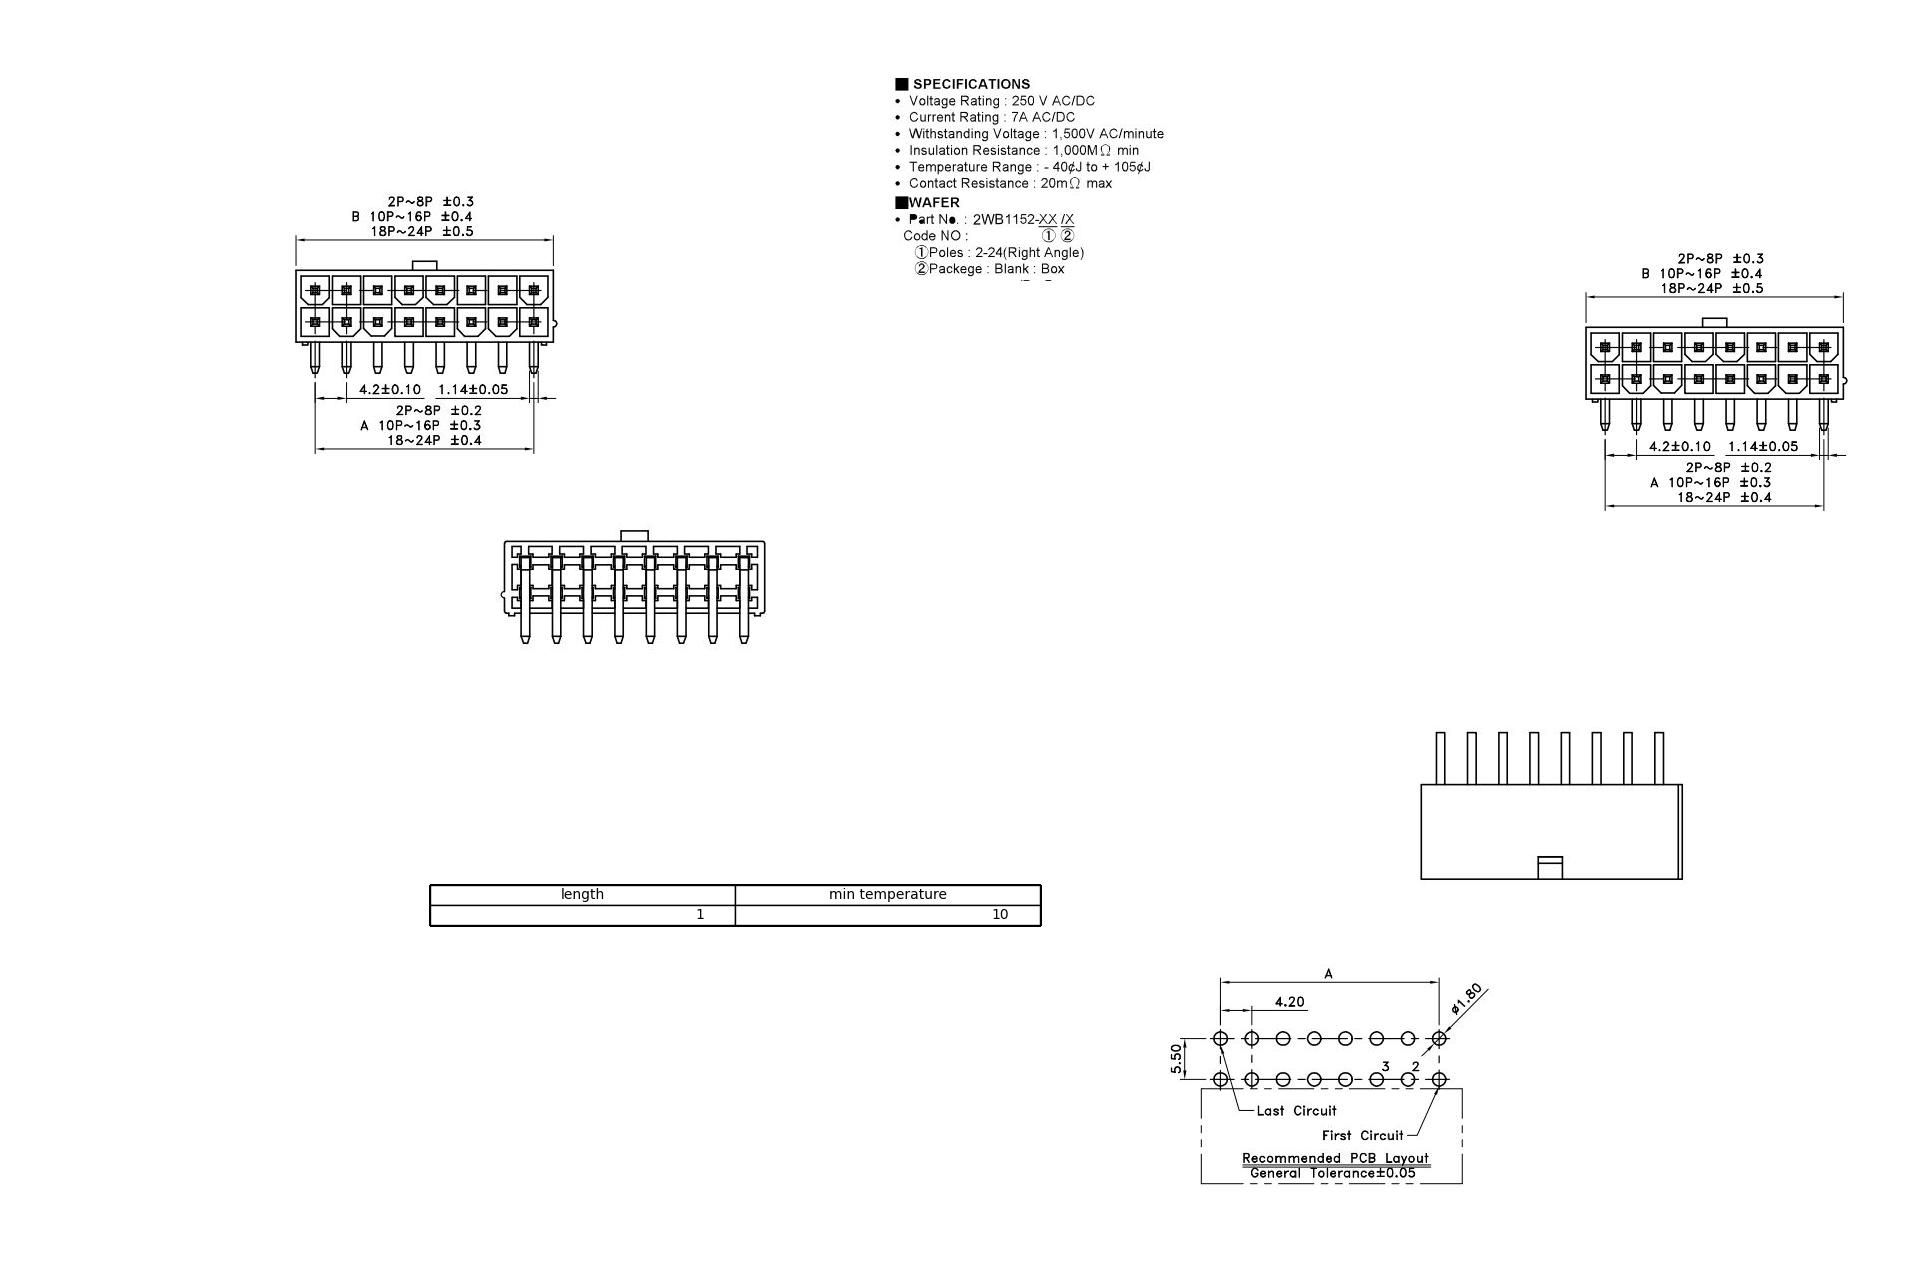 ■ SPECIFICATIONS
• Voltage Rating : 250 V AC/DC
• Current Rating : 7A AC/DC
• Withstanding Voltage : 1,500V AC/minute
• Insulation Resistance : 1,000MΩ min
• Temperature Range : - 40¢J to + 105¢J
• Contact Resistance : 20mΩ max
■WAFER
• Part No. : 2WB1152-XX /X
Code NO : ① ②
①Poles : 2-24(Right Angle)
②Packege : Blank : Box
2P~8P ±0.3
B 10P~16P ±0.4
18P~24P ±0.5
4.2±0.10 1.14±0.05
2P~8P ±0.2
A 10P~16P ±0.3
18~24P ±0.4
2P~8P ±0.3
B 10P~16P ±0.4
18P~24P ±0.5
4.2±0.10 1.14±0.05
2P~8P ±0.2
A 10P~16P ±0.3
18~24P ±0.4
length min temperature
1 10
A
4.20
ø1.80
5.50
3 2
Last Circuit
First Circuit
Recommended PCB Layout
General Tolerance±0.05